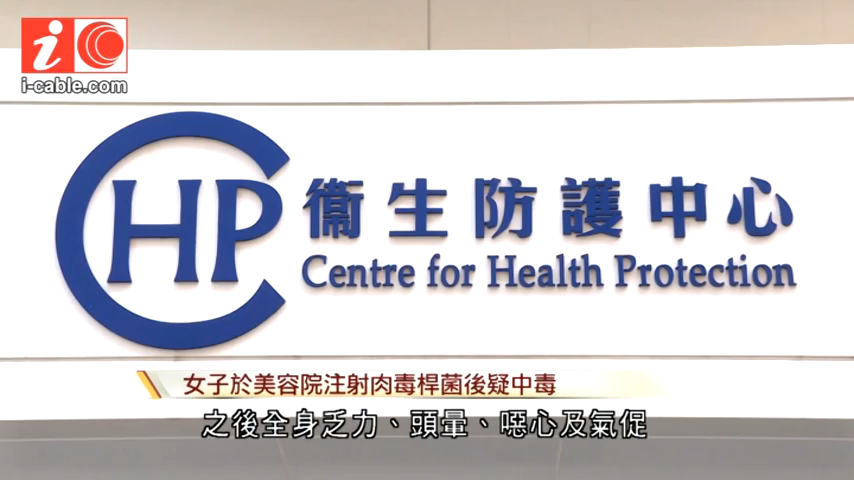 i-cable.com
CHP
衞生防護中心
Centre for Health Protection
女子於美容院注射肉毒桿菌後疑中毒
之後全身乏力、頭暈、噁心及氣促